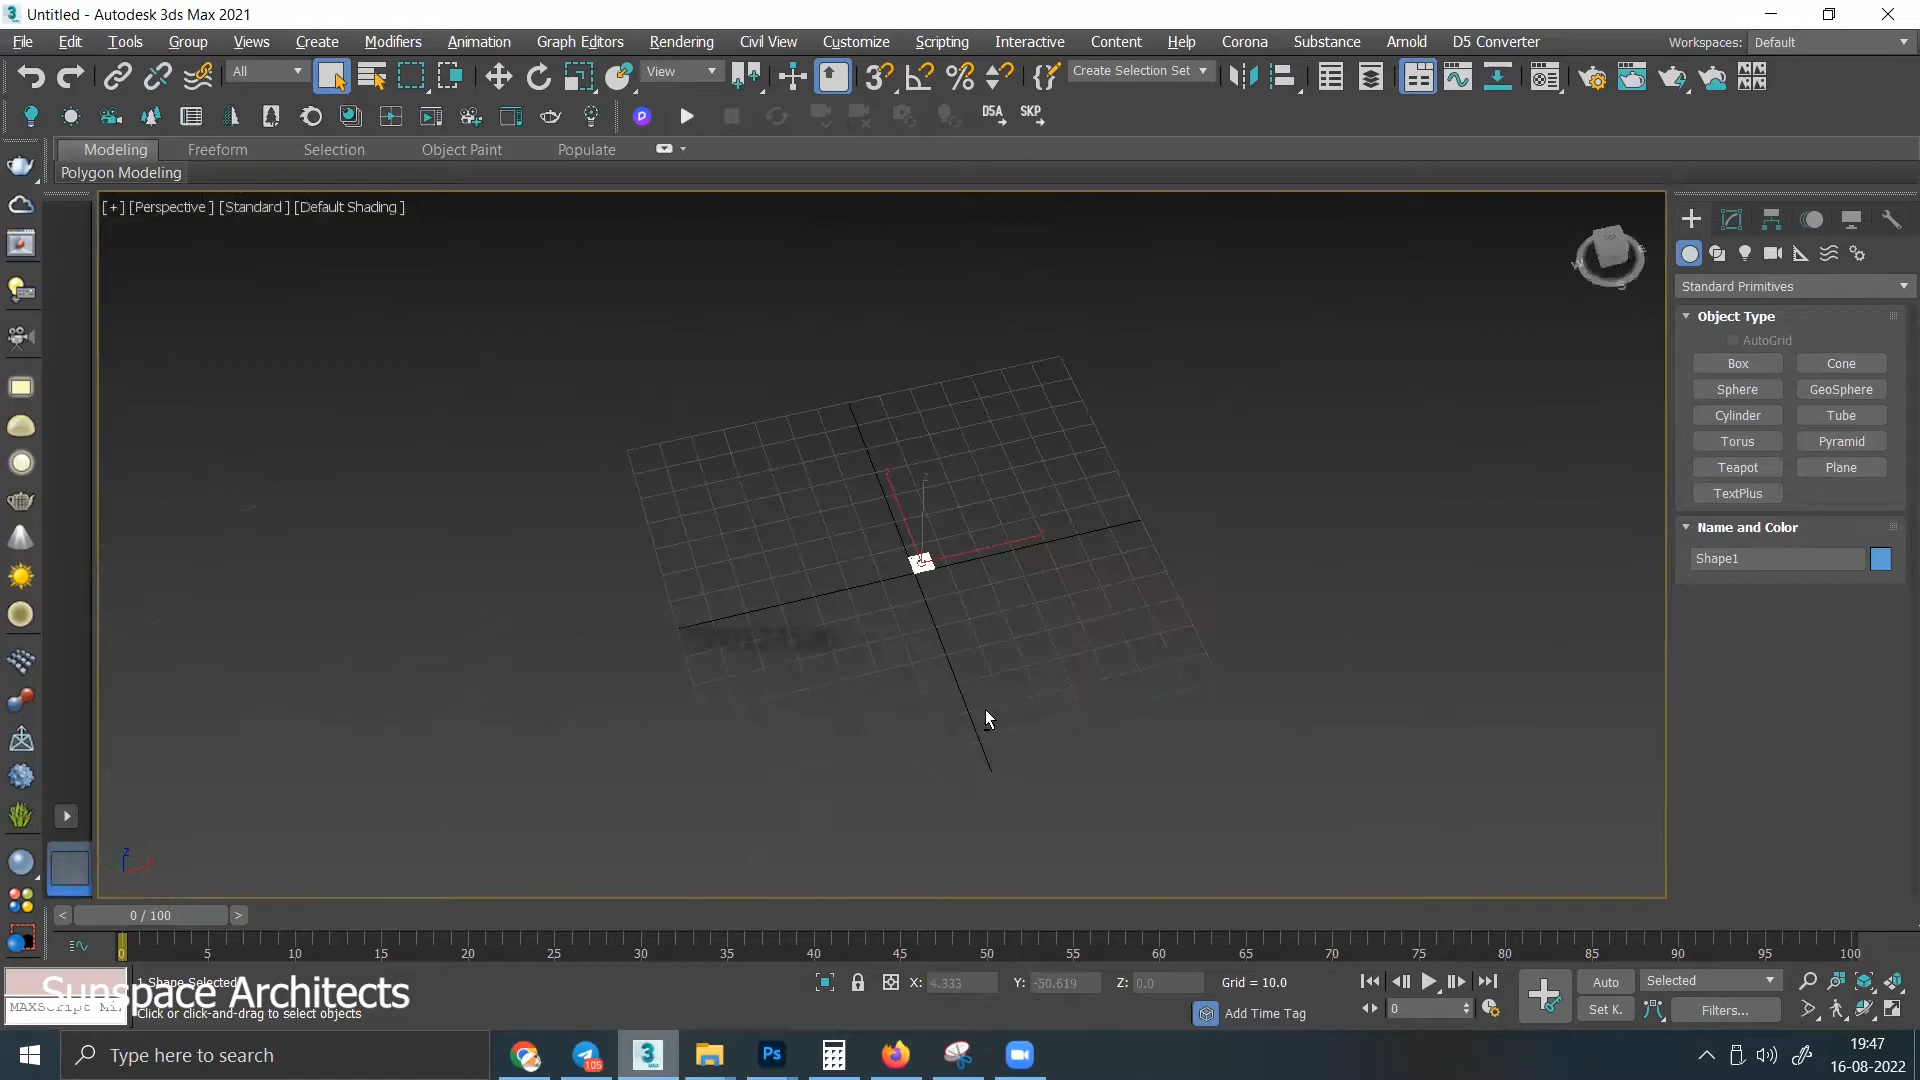 Untitled - Autodesk 3ds Max 2021
File Edit Tools Group Views Create Modifiers Animation Graph Editors Rendering Civil View Customize Scripting Interactive Content Help Corona Substance Arnold D5 Converter Workspaces: Default
All View Create Selection Set
D5A SKP
Modeling Freeform Selection Object Paint Populate
Polygon Modeling
[+] [Perspective] [Standard] [Default Shading]
Standard Primitives
Object Type
AutoGrid
Box Cone
Sphere GeoSphere
Cylinder Tube
Torus Pyramid
Teapot Plane
TextPlus
Name and Color
Shape1
0 / 100
0 5 10 15 20 25 30 35 40 45 50 55 60 65 70 75 80 85 90 95 100
1 Shape Selected
X: 4.333 Y: -50.619 Z: 0.0 Grid = 10.0
Auto Selected
Sunspace Architects
MAXScript Mi
Click or click-and-drag to select objects
Add Time Tag
0
Set K. Filters...
Type here to search
105
19:47
16-08-2022